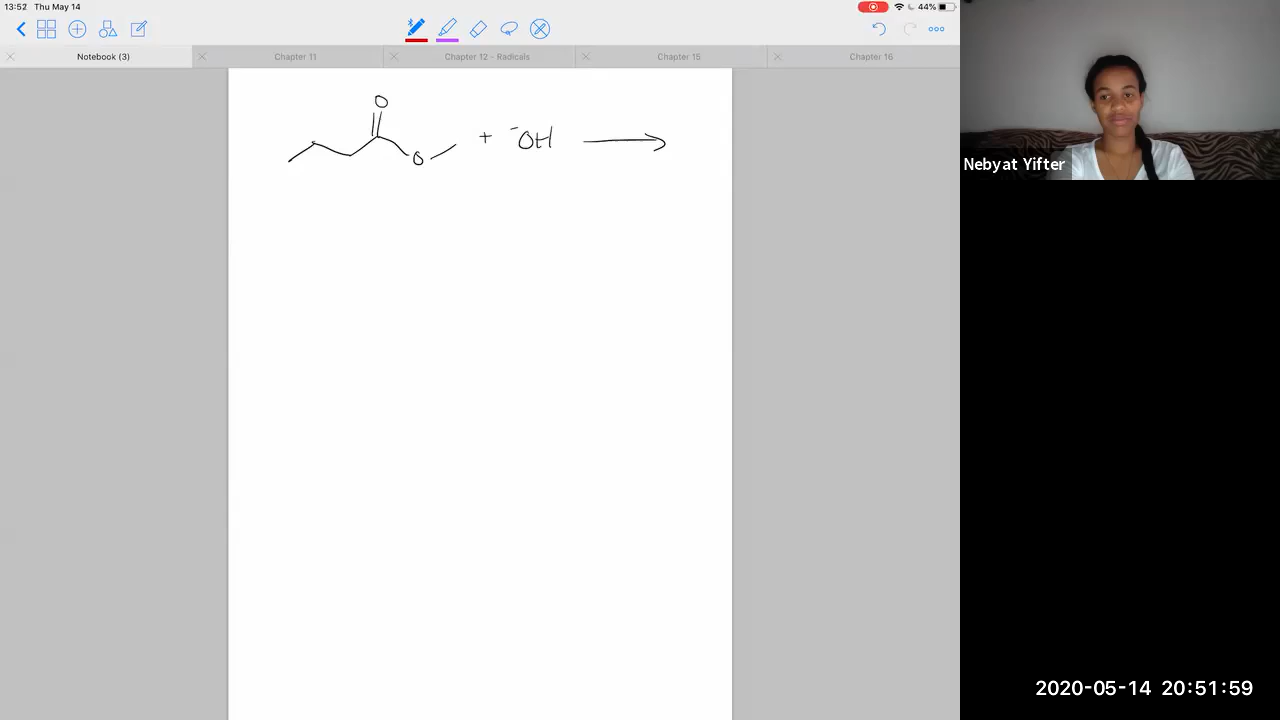 13:52 Thu May 14
44%
Notebook (3)
Chapter 11
Chapter 12 - Radicals
Chapter 15
Chapter 16
O
O
+ ⁻OH
Nebyat Yifter
2020-05-14 20:51:59